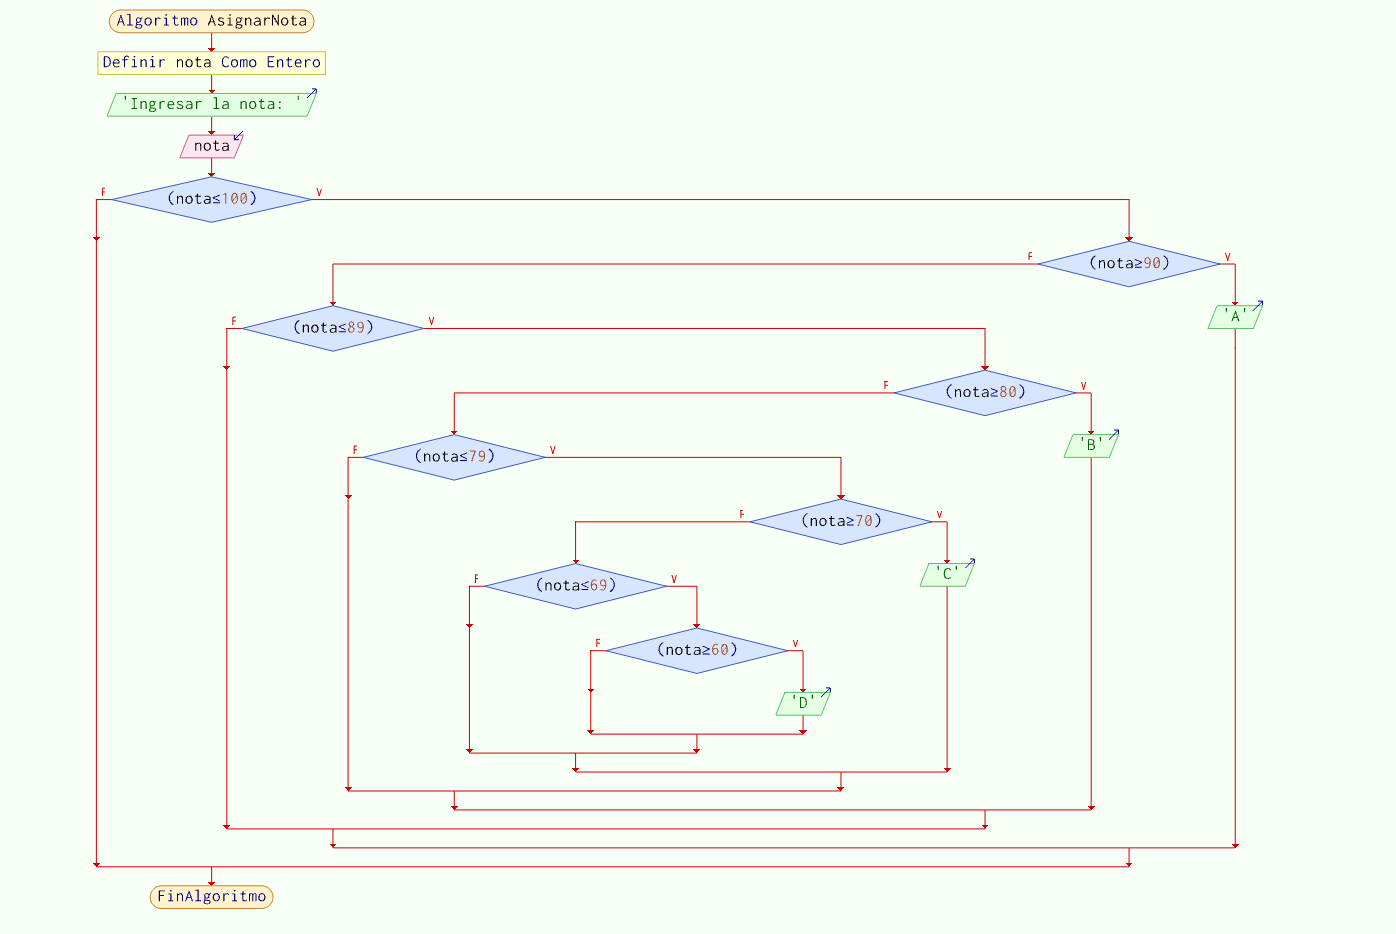 Algoritmo AsignarNota
Definir nota Como Entero
'Ingresar la nota: '
nota
F
(nota≤100)
V
F
(nota≥90)
V
'A'
F
(nota≤89)
V
F
(nota≥80)
V
'B'
F
(nota≤79)
V
F
(nota≥70)
V
'C'
F
(nota≤69)
V
F
(nota≥60)
V
'D'
FinAlgoritmo